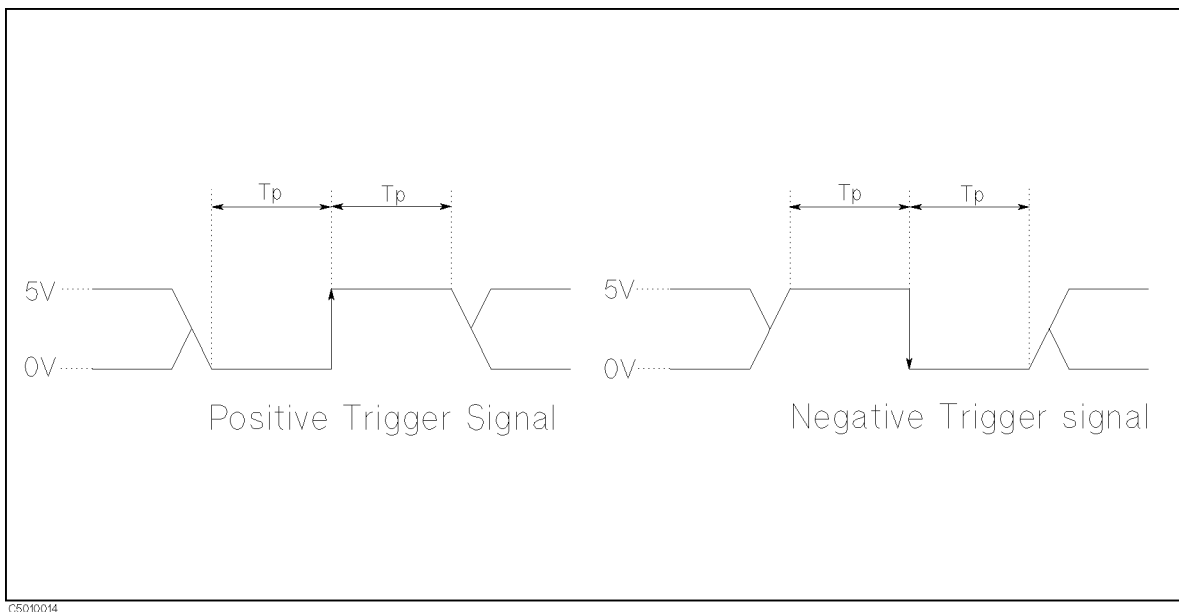 Tp
Tp
Tp
Tp
5V
5V
0V
0V
Positive Trigger Signal
Negative Trigger signal
C5010014